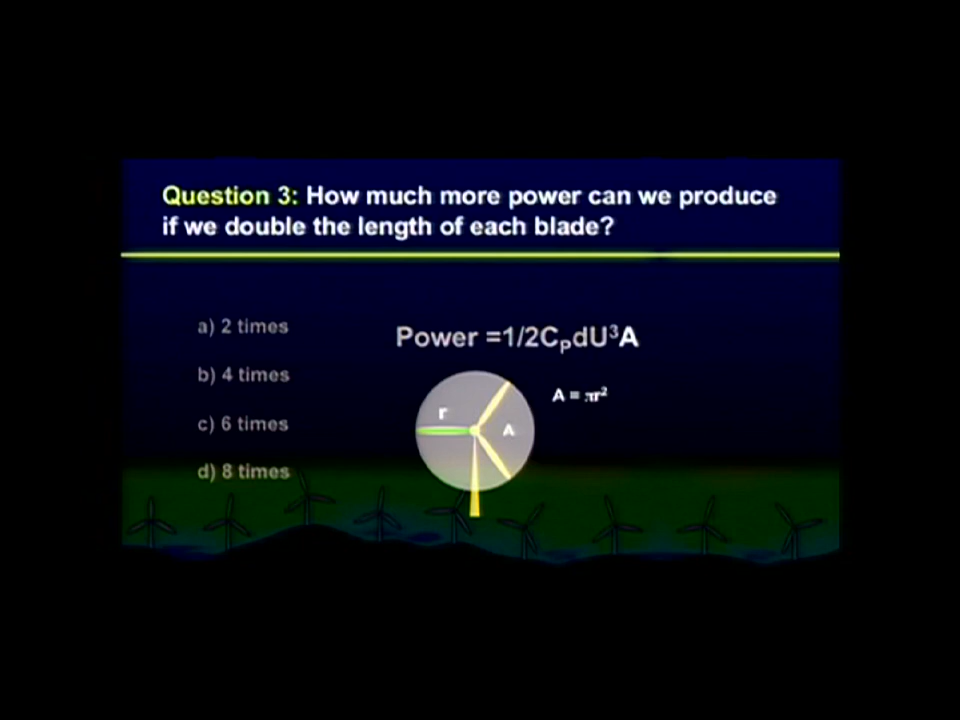 Question 3: How much more power can we produce
if we double the length of each blade?
a) 2 times
Power =1/2CₚdU³A
b) 4 times
A = πr²
r
c) 6 times
A
d) 8 times